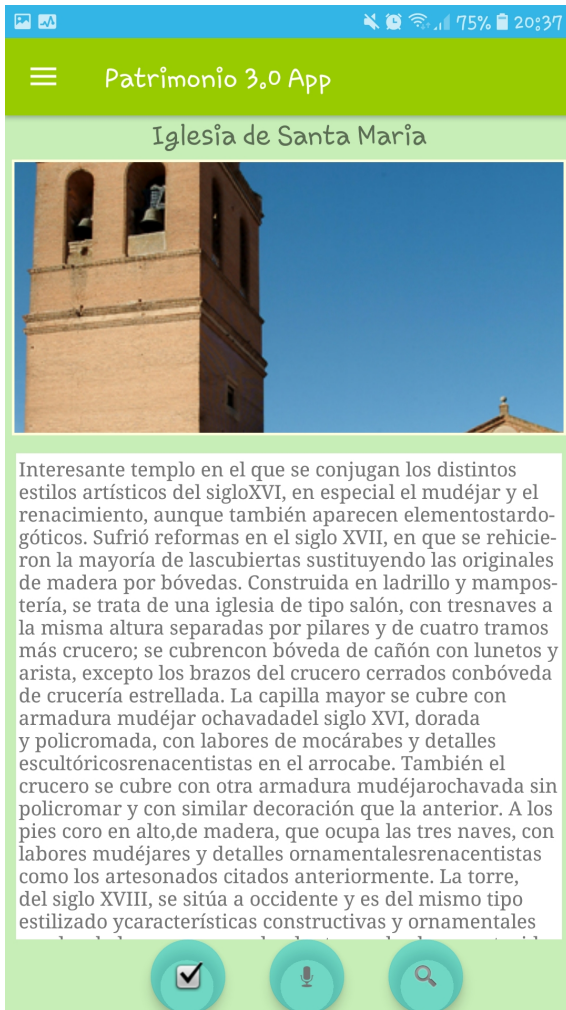 75% 20:37
Patrimonio 3.0 App
Iglesia de Santa Maria
Interesante templo en el que se conjugan los distintos
estilos artísticos del sigloXVI, en especial el mudéjar y el
renacimiento, aunque también aparecen elementostardo-
góticos. Sufrió reformas en el siglo XVII, en que se rehicie-
ron la mayoría de lascubiertas sustituyendo las originales
de madera por bóvedas. Construida en ladrillo y mampos-
tería, se trata de una iglesia de tipo salón, con tresnaves a
la misma altura separadas por pilares y de cuatro tramos
más crucero; se cubrencon bóveda de cañón con lunetos y
arista, excepto los brazos del crucero cerrados conbóveda
de crucería estrellada. La capilla mayor se cubre con
armadura mudéjar ochavadadel siglo XVI, dorada
y policromada, con labores de mocárabes y detalles
escultóricosrenacentistas en el arrocabe. También el
crucero se cubre con otra armadura mudéjarochavada sin
policromar y con similar decoración que la anterior. A los
pies coro en alto,de madera, que ocupa las tres naves, con
labores mudéjares y detalles ornamentalesrenacentistas
como los artesonados citados anteriormente. La torre,
del siglo XVIII, se sitúa a occidente y es del mismo tipo
estilizado ycaracterísticas constructivas y ornamentales